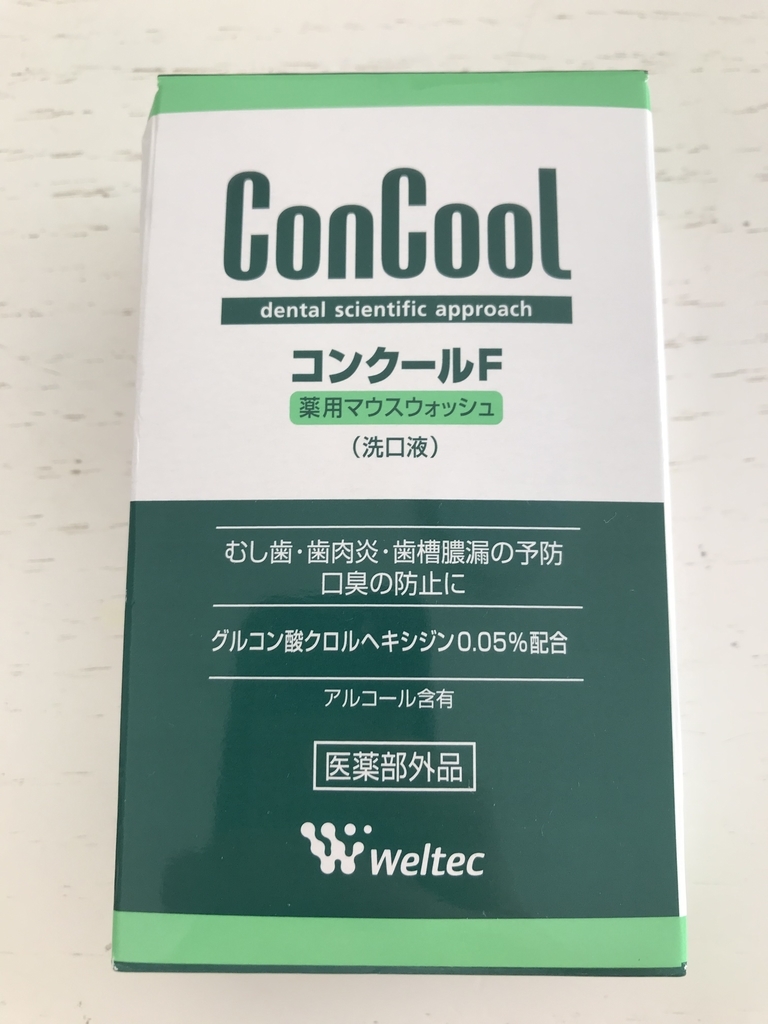 ConCool
dental scientific approach
コンクールF
薬用マウスウォッシュ
(洗口液)
むし歯・歯肉炎・歯槽膿漏の予防
口臭の防止に
グルコン酸クロルヘキシジン0.05%配合
アルコール含有
医薬部外品
weltec